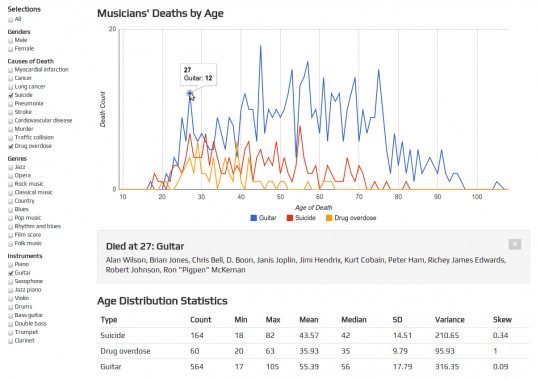 Selections
All
Genders
Male
Female
Causes of Death
Myocardial infarction
Cancer
Lung cancer
Suicide
Pneumonia
Stroke
Cardiovascular disease
Murder
Traffic collision
Drug overdose
Genres
Jazz
Opera
Rock music
Classical music
Country
Blues
Pop music
Rhythm and blues
Film score
Folk music
Instruments
Piano
Guitar
Saxophone
Jazz piano
Violin
Drums
Bass guitar
Double bass
Trumpet
Clarinet
Musicians' Deaths by Age
20
27
Guitar: 12
Death Count
0
10 20 30 40 50 60 70 80 90 100
Age of Death
Guitar Suicide Drug overdose
Died at 27: Guitar
x
Alan Wilson, Brian Jones, Chris Bell, D. Boon, Janis Joplin, Jimi Hendrix, Kurt Cobain, Peter Ham, Richey James Edwards,
Robert Johnson, Ron "Pigpen" McKernan
Age Distribution Statistics
Type Count Min Max Mean Median SD Variance Skew
Suicide 164 18 82 43.57 42 14.51 210.65 0.34
Drug overdose 60 20 63 35.93 35 9.79 95.93 1
Guitar 564 17 105 55.39 56 17.79 316.35 0.09